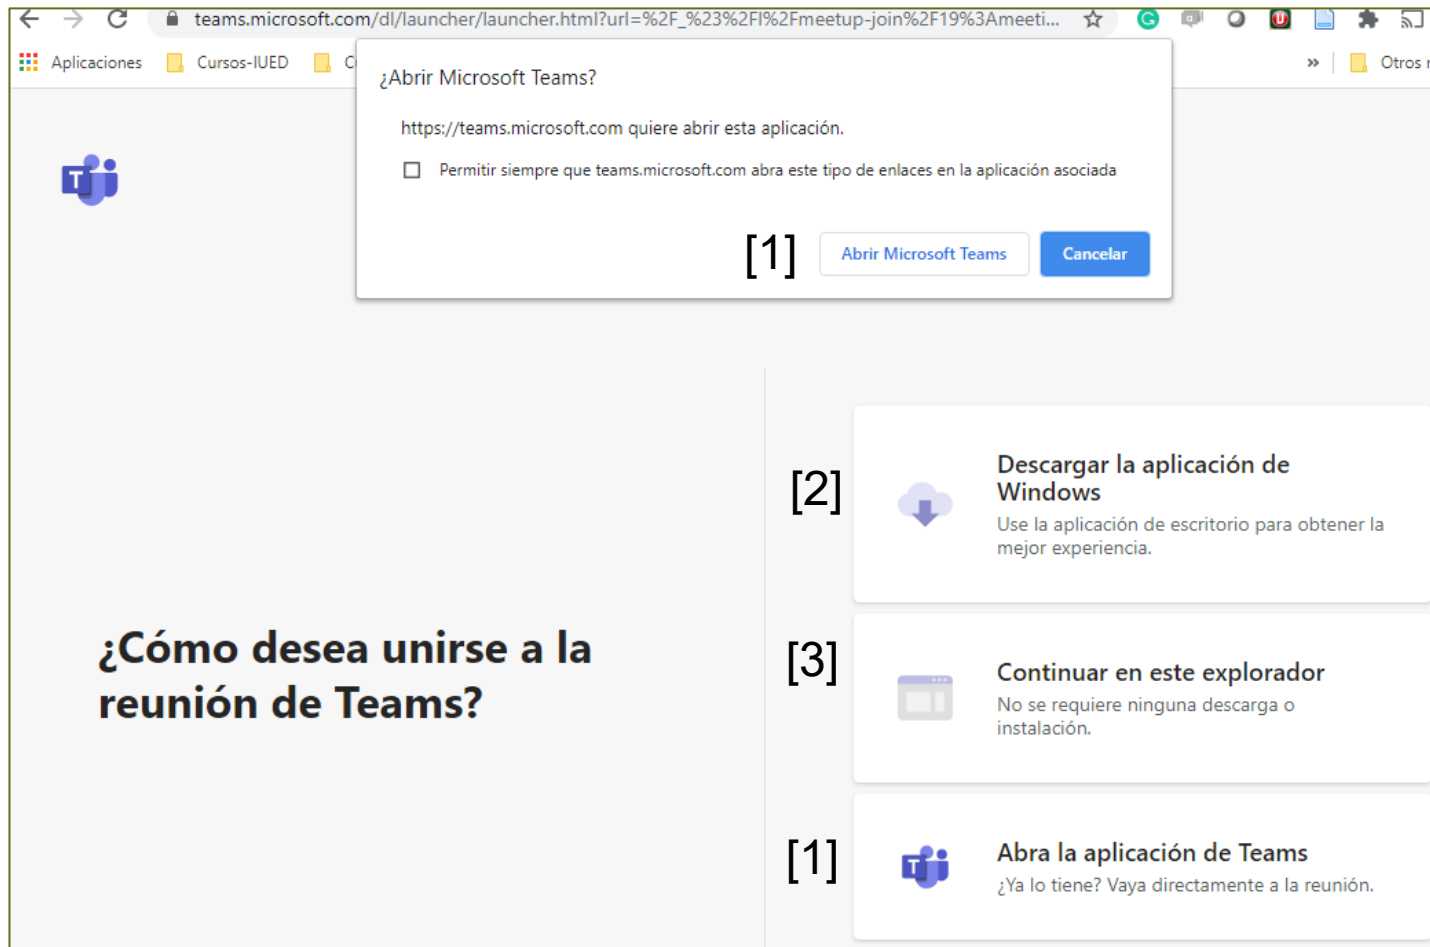 teams.microsoft.com/dl/launcher/launcher.html?url=%2F_%23%2Fl%2Fmeetup-join%2F19%3Ameeti...
Aplicaciones Cursos-IUED C » Otros r
¿Abrir Microsoft Teams?
https://teams.microsoft.com quiere abrir esta aplicación.
Permitir siempre que teams.microsoft.com abra este tipo de enlaces en la aplicación asociada
[1] Abrir Microsoft Teams Cancelar
¿Cómo desea unirse a la
reunión de Teams?
[2]
Descargar la aplicación de
Windows
Use la aplicación de escritorio para obtener la
mejor experiencia.
[3]
Continuar en este explorador
No se requiere ninguna descarga o
instalación.
[1]
Abra la aplicación de Teams
¿Ya lo tiene? Vaya directamente a la reunión.